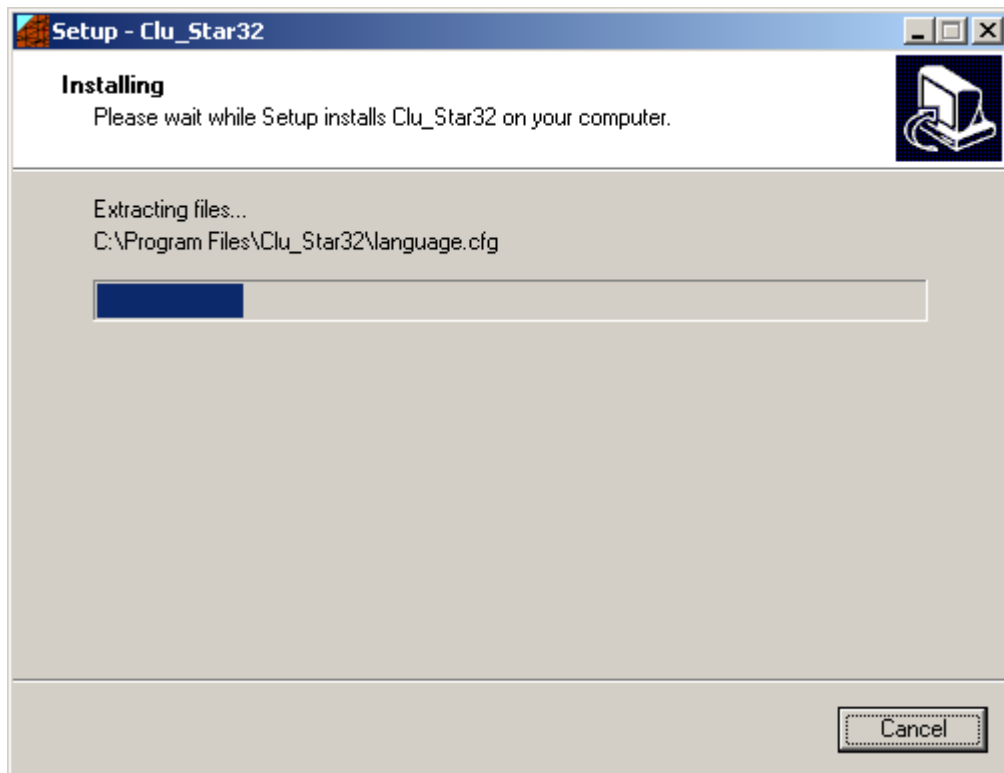 Setup - Clu_Star32
Installing
Please wait while Setup installs Clu_Star32 on your computer.
Extracting files...
C:\Program Files\Clu_Star32\language.cfg
Cancel